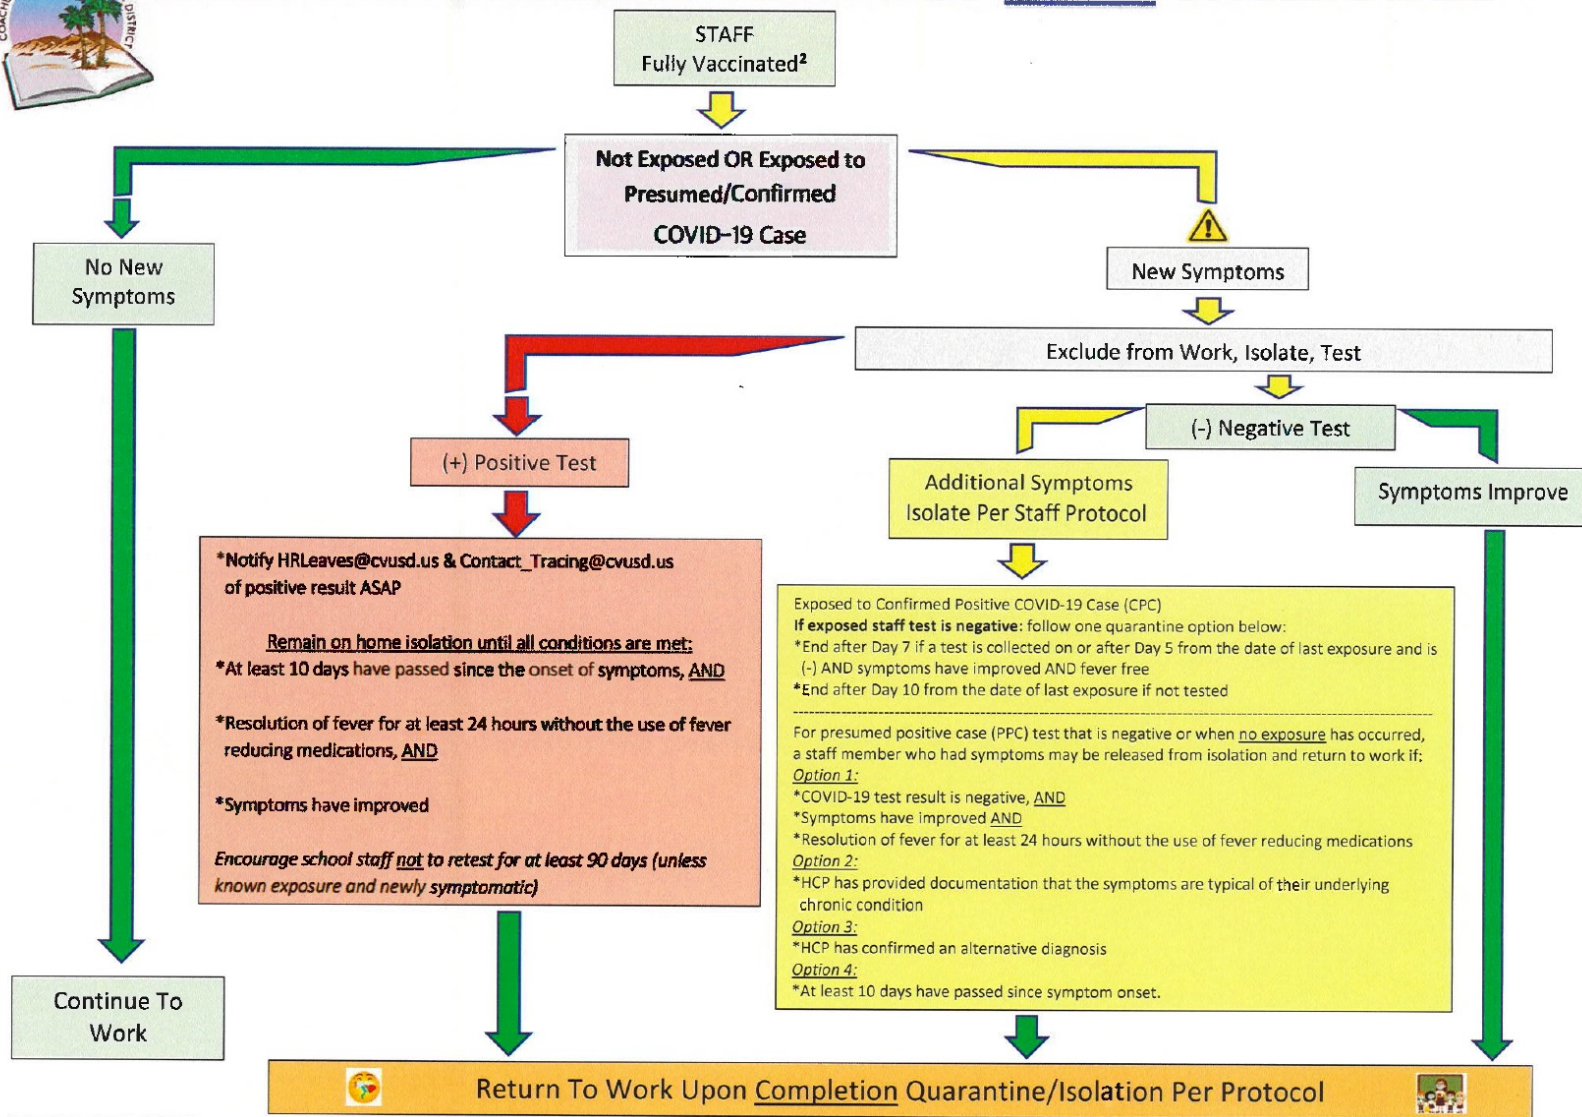 COACHE
DISTRICT
STAFF
Fully Vaccinated²
Not Exposed OR Exposed to
Presumed/Confirmed
COVID-19 Case
No New
Symptoms
New Symptoms
Exclude from Work, Isolate, Test
(-) Negative Test
(+) Positive Test
Additional Symptoms
Isolate Per Staff Protocol
Symptoms Improve
*Notify HRLeaves@cvusd.us & Contact_Tracing@cvusd.us
of positive result ASAP
Remain on home isolation until all conditions are met:
*At least 10 days have passed since the onset of symptoms, AND
*Resolution of fever for at least 24 hours without the use of fever
reducing medications, AND
*Symptoms have improved
Encourage school staff not to retest for at least 90 days (unless
known exposure and newly symptomatic)
Exposed to Confirmed Positive COVID-19 Case (CPC)
If exposed staff test is negative: follow one quarantine option below:
*End after Day 7 if a test is collected on or after Day 5 from the date of last exposure and is
(-) AND symptoms have improved AND fever free
*End after Day 10 from the date of last exposure if not tested
For presumed positive case (PPC) test that is negative or when no exposure has occurred,
a staff member who had symptoms may be released from isolation and return to work if:
Option 1:
*COVID-19 test result is negative, AND
*Symptoms have improved AND
*Resolution of fever for at least 24 hours without the use of fever reducing medications
Option 2:
*HCP has provided documentation that the symptoms are typical of their underlying
chronic condition
Option 3:
*HCP has confirmed an alternative diagnosis
Option 4:
*At least 10 days have passed since symptom onset.
Continue To
Work
Return To Work Upon Completion Quarantine/Isolation Per Protocol